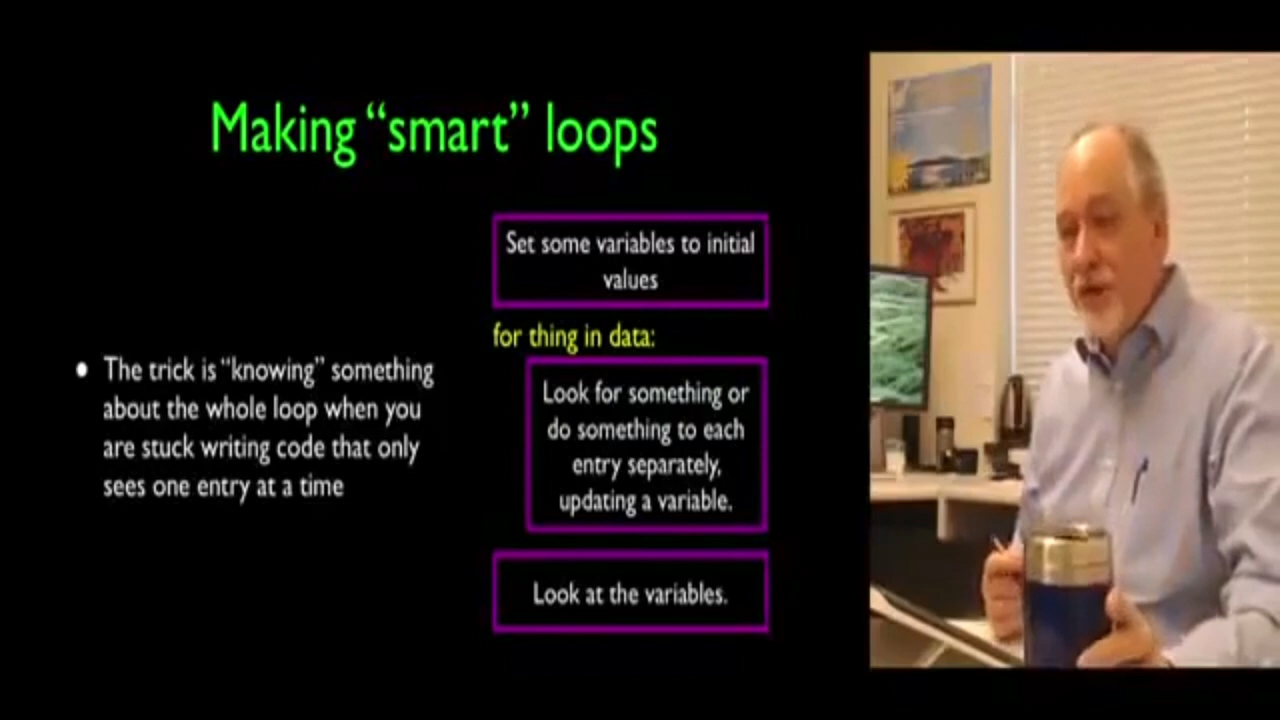 Making “smart” loops
• The trick is “knowing” something
about the whole loop when you
are stuck writing code that only
sees one entry at a time
Set some variables to initial
values
for thing in data:
Look for something or
do something to each
entry separately,
updating a variable.
Look at the variables.